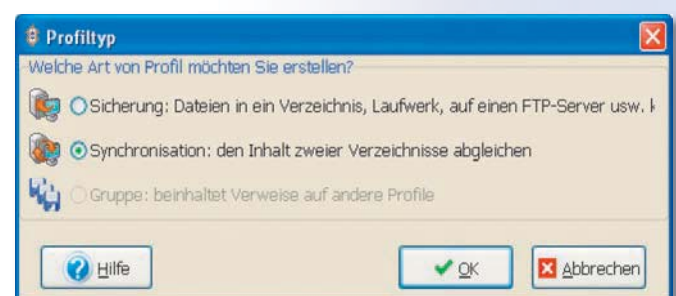 Profiltyp
Welche Art von Profil möchten Sie erstellen?
Sicherung: Dateien in ein Verzeichnis, Laufwerk, auf einen FTP-Server usw. k
Synchronisation: den Inhalt zweier Verzeichnisse abgleichen
Gruppe: beinhaltet Verweise auf andere Profile
Hilfe OK Abbrechen